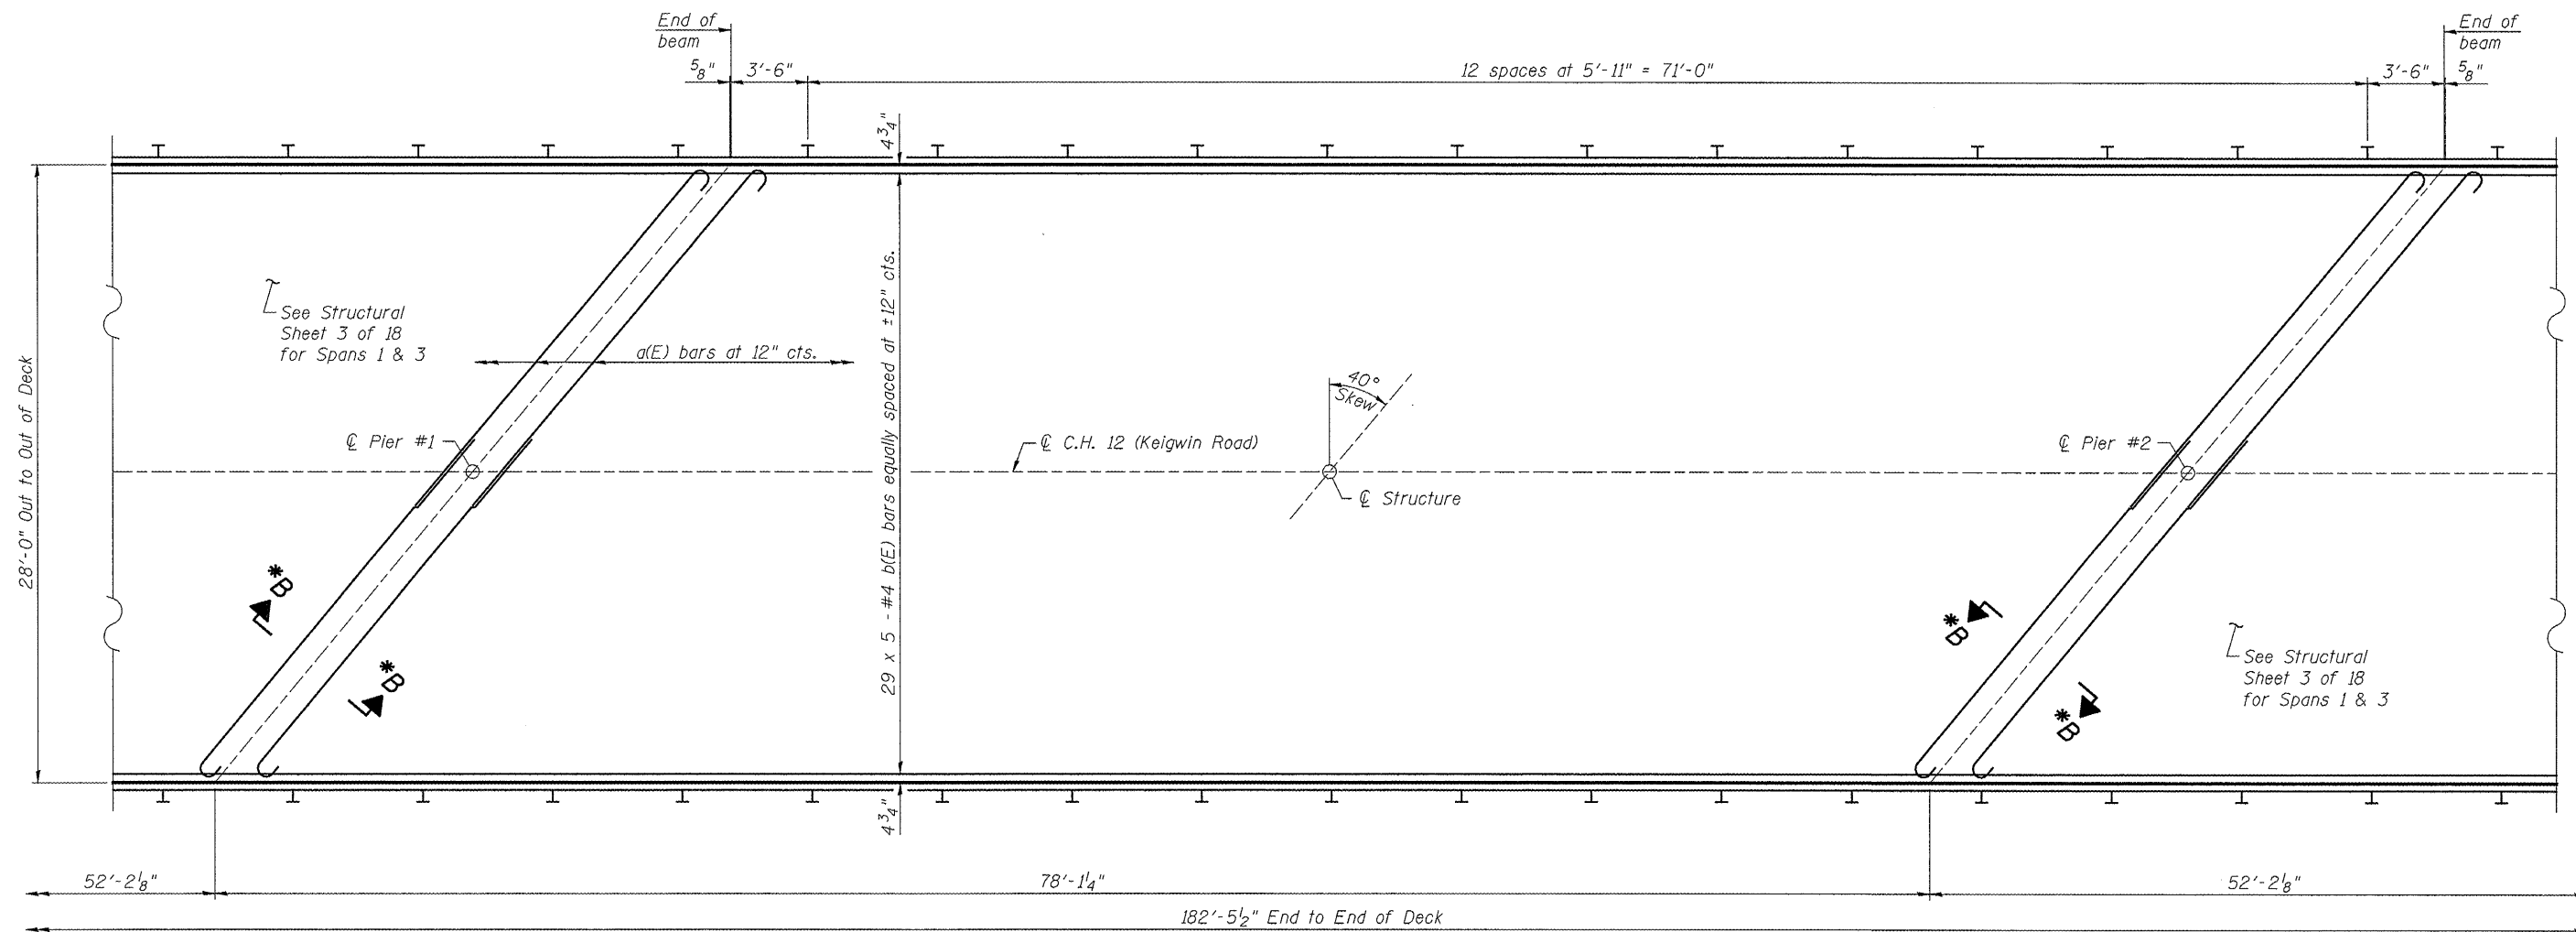 End of
beam
5/8"
3'-6"
12 spaces at 5'-11" = 71'-0"
3'-6"
5/8"
End of
beam
4 3/4"
28'-0" Out to Out of Deck
See Structural
Sheet 3 of 18
for Spans 1 & 3
a(E) bars at 12" cts.
29 x 5 - #4 b(E) bars equally spaced at ±12" cts.
40°
Skew
℄ Pier #1
℄ C.H. 12 (Keigwin Road)
℄ Structure
℄ Pier #2
*B
*B
*B
*B
See Structural
Sheet 3 of 18
for Spans 1 & 3
4 3/4"
52'-2 1/8"
78'-1 1/4"
52'-2 1/8"
182'-5 1/2" End to End of Deck